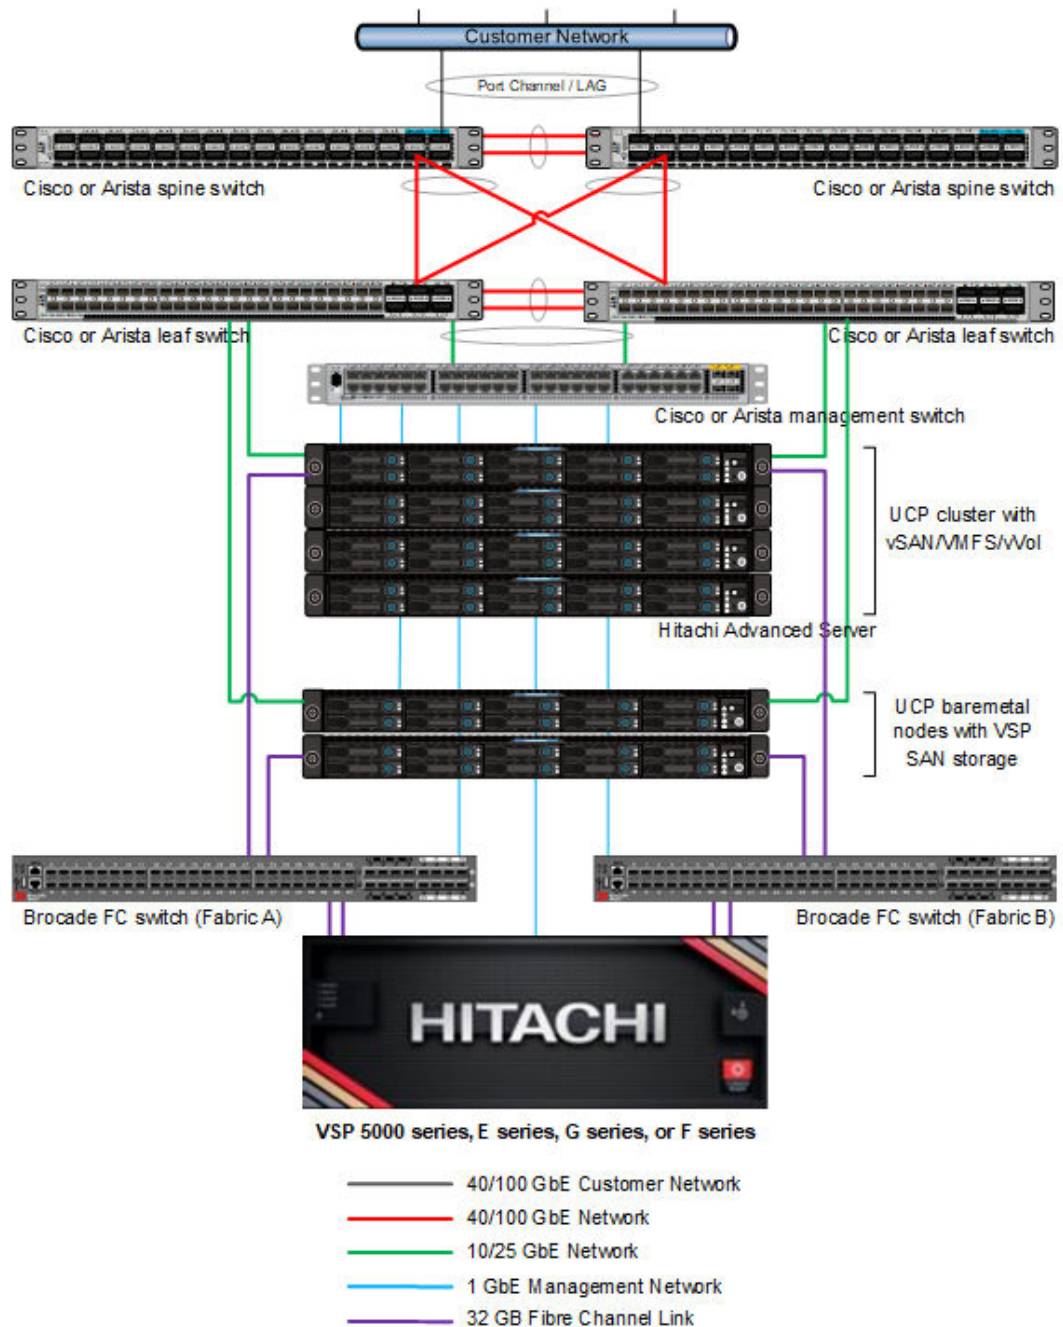 Customer Network
Port Channel / LAG
Cisco or Arista spine switch
Cisco or Arista spine switch
Cisco or Arista leaf switch
Cisco or Arista leaf switch
Cisco or Arista management switch
UCP cluster with
vSAN/VMFS/vVol
Hitachi Advanced Server
UCP baremetal
nodes with VSP
SAN storage
Brocade FC switch (Fabric A)
Brocade FC switch (Fabric B)
HITACHI
VSP 5000 series, E series, G series, or F series
40/100 GbE Customer Network
40/100 GbE Network
10/25 GbE Network
1 GbE Management Network
32 GB Fibre Channel Link